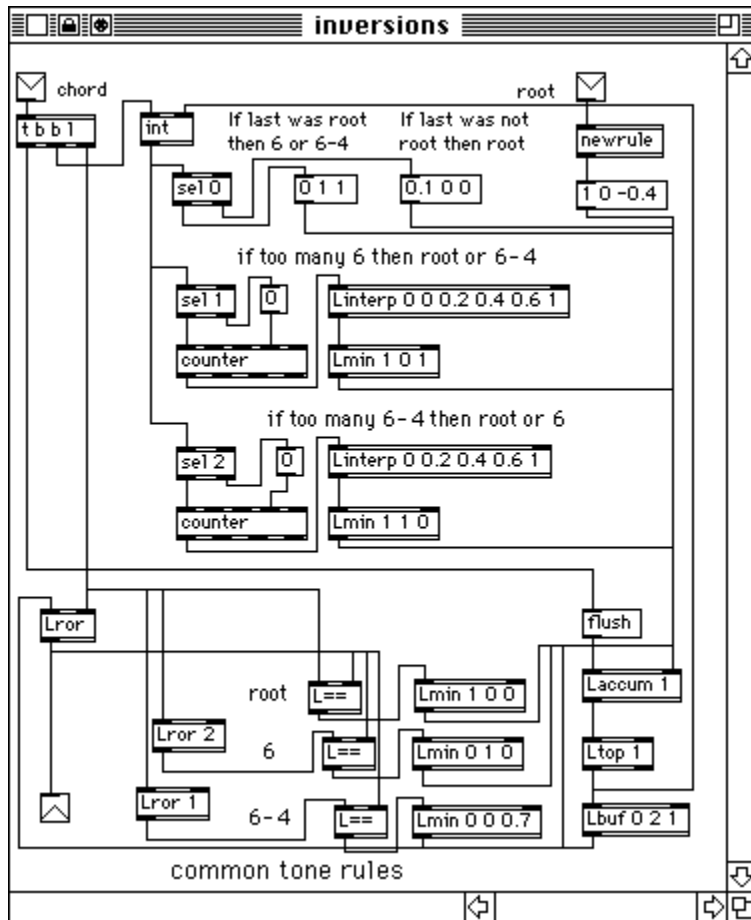 inversions
chord
root
t b b l
int
If last was root
then 6 or 6-4
If last was not
root then root
newrule
sel 0
0 1 1
0.1 0 0
1 0 -0.4
if too many 6 then root or 6-4
sel 1
0
Linterp 0 0 0.2 0.4 0.6 1
counter
Lmin 1 0 1
if too many 6-4 then root or 6
sel 2
0
Linterp 0 0.2 0.4 0.6 1
counter
Lmin 1 1 0
Lror
flush
root
L==
Lmin 1 0 0
Laccum 1
Lror 2
6
L==
Lmin 0 1 0
Ltop 1
Lror 1
6-4
L==
Lmin 0 0 0.7
Lbuf 0 2 1
common tone rules